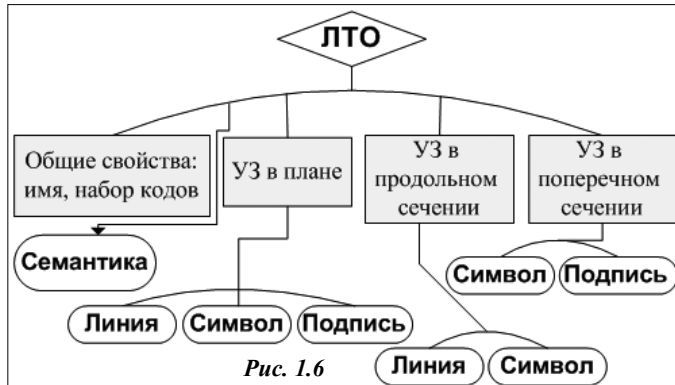 ЛТО
Общие свойства:
имя, набор кодов
УЗ в плане
УЗ в
продольном
сечении
УЗ в
поперечном
сечении
Семантика
Символ
Подпись
Линия
Символ
Подпись
Линия
Символ
Рис. 1.6